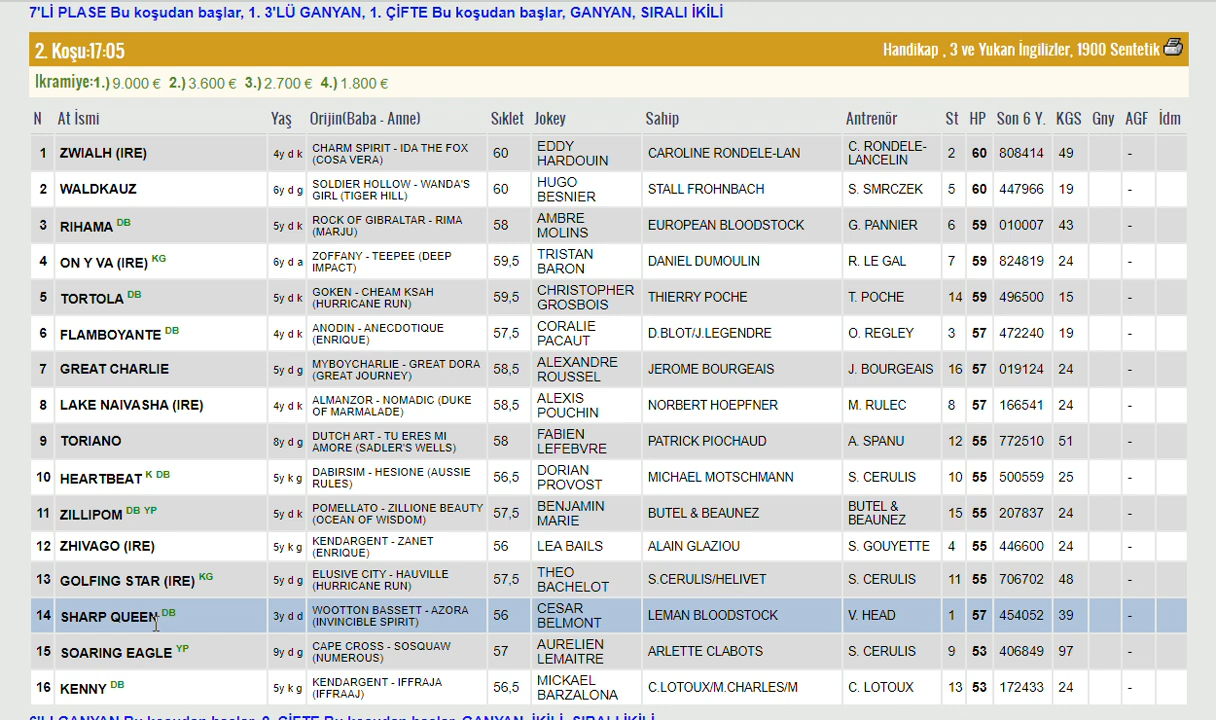 7'Lİ PLASE Bu koşudan başlar, 1. 3'LÜ GANYAN, 1. ÇİFTE Bu koşudan başlar, GANYAN, SIRALI İKİLİ
2. Koşu:17:05 Handikap , 3 ve Yukarı İngilizler, 1900 Sentetik
İkramiye:1.) 9.000 € 2.) 3.600 € 3.) 2.700 € 4.) 1.800 €
N At İsmi Yaş Orijin(Baba - Anne) Sıklet Jokey Sahip Antrenör St HP Son 6 Y. KGS Gny AGF İdm
1 ZWIALH (IRE) 4y d k CHARM SPIRIT - IDA THE FOX (COSA VERA) 60 EDDY HARDOUIN CAROLINE RONDELE-LAN C. RONDELE-LANCELIN 2 60 808414 49 -
2 WALDKAUZ 6y d g SOLDIER HOLLOW - WANDA'S GIRL (TIGER HILL) 60 HUGO BESNIER STALL FROHNBACH S. SMRCZEK 5 60 447966 19 -
3 RIHAMA DB 5y d k ROCK OF GIBRALTAR - RIMA (MARJU) 58 AMBRE MOLINS EUROPEAN BLOODSTOCK G. PANNIER 6 59 010007 43 -
4 ON Y VA (IRE) KG 6y d a ZOFFANY - TEEPEE (DEEP IMPACT) 59,5 TRISTAN BARON DANIEL DUMOULIN R. LE GAL 7 59 824819 24 -
5 TORTOLA DB 5y d k GOKEN - CHEAM KSAH (HURRICANE RUN) 59,5 CHRISTOPHER GROSBOIS THIERRY POCHE T. POCHE 14 59 496500 15 -
6 FLAMBOYANTE DB 4y d k ANODIN - ANECDOTIQUE (ENRIQUE) 57,5 CORALIE PACAUT D.BLOT/J.LEGENDRE O. REGLEY 3 57 472240 19 -
7 GREAT CHARLIE 5y d g MYBOYCHARLIE - GREAT DORA (GREAT JOURNEY) 58,5 ALEXANDRE ROUSSEL JEROME BOURGEAIS J. BOURGEAIS 16 57 019124 24 -
8 LAKE NAIVASHA (IRE) 4y d k ALMANZOR - NOMADIC (DUKE OF MARMALADE) 58,5 ALEXIS POUCHIN NORBERT HOEPFNER M. RULEC 8 57 166541 24 -
9 TORIANO 8y d g DUTCH ART - TU ERES MI AMORE (SADLER'S WELLS) 58 FABIEN LEFEBVRE PATRICK PIOCHAUD A. SPANU 12 55 772510 51 -
10 HEARTBEAT K DB 5y k g DABIRSIM - HESIONE (AUSSIE RULES) 56,5 DORIAN PROVOST MICHAEL MOTSCHMANN S. CERULIS 10 55 500559 25 -
11 ZILLIPOM DB YP 5y d k POMELLATO - ZILLIONE BEAUTY (OCEAN OF WISDOM) 57,5 BENJAMIN MARIE BUTEL & BEAUNEZ BUTEL & BEAUNEZ 15 55 207837 24 -
12 ZHIVAGO (IRE) 5y k g KENDARGENT - ZANET (ENRIQUE) 56 LEA BAILS ALAIN GLAZIOU S. GOUYETTE 4 55 446600 24 -
13 GOLFING STAR (IRE) KG 5y d g ELUSIVE CITY - HAUVILLE (HURRICANE RUN) 57,5 THEO BACHELOT S.CERULIS/HELIVET S. CERULIS 11 55 706702 48 -
14 SHARP QUEEN DB 3y d d WOOTTON BASSETT - AZORA (INVINCIBLE SPIRIT) 56 CESAR BELMONT LEMAN BLOODSTOCK V. HEAD 1 57 454052 39 -
15 SOARING EAGLE YP 9y d g CAPE CROSS - SOSQUAW (NUMEROUS) 57 AURELIEN LEMAITRE ARLETTE CLABOTS S. CERULIS 9 53 406849 97 -
16 KENNY DB 5y k g KENDARGENT - IFFRAJA (IFFRAAJ) 56,5 MICKAEL BARZALONA C.LOTOUX/M.CHARLES/M C. LOTOUX 13 53 172433 24 -
6'LI GANYAN Bu koşudan başlar, 2. ÇİFTE Bu koşudan başlar, GANYAN, İKİLİ, SIRALI İKİLİ